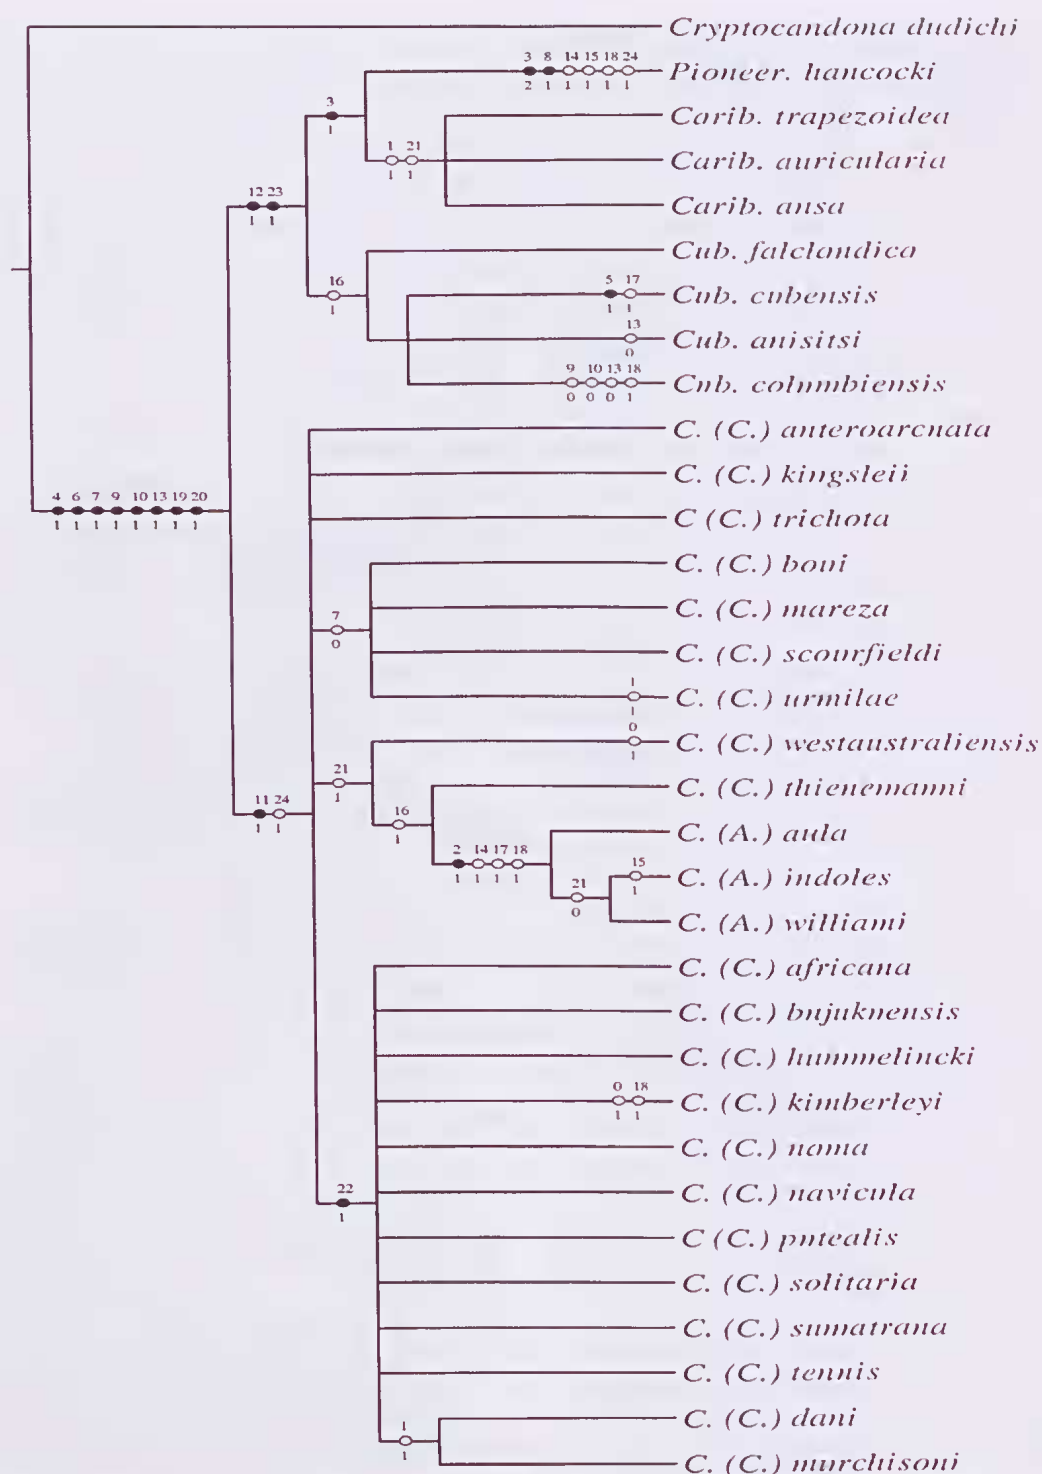 Cryptocandona dudichi
3 8 14 15 18 24
Pioneer. hancocki
2 1 1 1 1 1
3
1
Carib. trapezoidea
1 21
1 1
Carib. auricularia
12 23
1 1
Carib. ansa
Cub. falclandica
16
1
5 17
1 1
Cub. cubensis
13
0
Cub. anisitsi
9 10 13 18
0 0 0 1
Cub. columbiensis
C. (C.) anteroarcuata
C. (C.) kingsleii
4 6 7 9 10 13 19 20
1 1 1 1 1 1 1 1
C (C.) trichota
C. (C.) boni
C. (C.) mareza
7
0
C. (C.) scourfieldi
1
1
C. (C.) urmilae
0
1
C. (C.) westaustraliensis
21
1
C. (C.) thienemanni
11 24
1 1
16
1
C. (A.) aula
2 14 17 18
1 1 1 1
15
1
C. (A.) indoles
21
0
C. (A.) williami
C. (C.) africana
C. (C.) bujukuensis
C. (C.) hummelincki
0 18
1 1
C. (C.) kimberleyi
C. (C.) noma
22
1
C. (C.) navicula
C (C.) putealis
C. (C.) solitaria
C. (C.) sumatrana
C. (C.) tenuis
C. (C.) dani
1
1
C. (C.) murchisoni